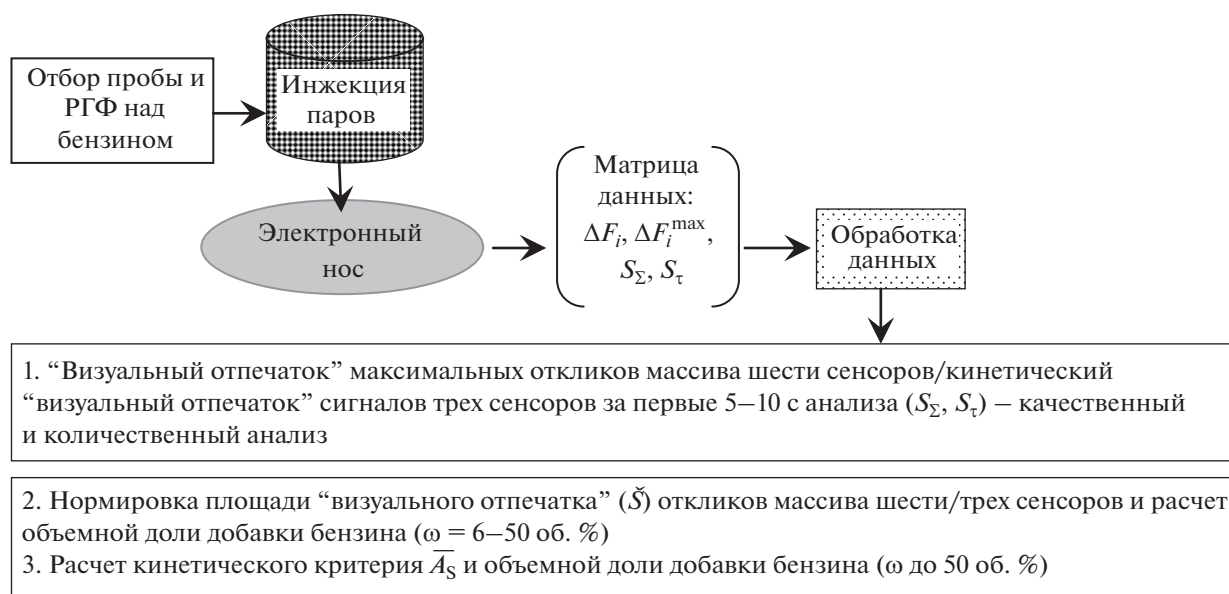 Отбор пробы и
РГФ над
бензином
Инжекция
паров
Электронный
нос
Матрица
данных:
ΔFᵢ, ΔFᵢᵐᵃˣ,
S_Σ, S_τ
Обработка
данных
1. “Визуальный отпечаток” максимальных откликов массива шести сенсоров/кинетический
“визуальный отпечаток” сигналов трех сенсоров за первые 5–10 с анализа (S_Σ, S_τ) – качественный
и количественный анализ
2. Нормировка площади “визуального отпечатка” (Š) откликов массива шести/трех сенсоров и расчет
объемной доли добавки бензина (ω = 6–50 об. %)
3. Расчет кинетического критерия A̅_S и объемной доли добавки бензина (ω до 50 об. %)